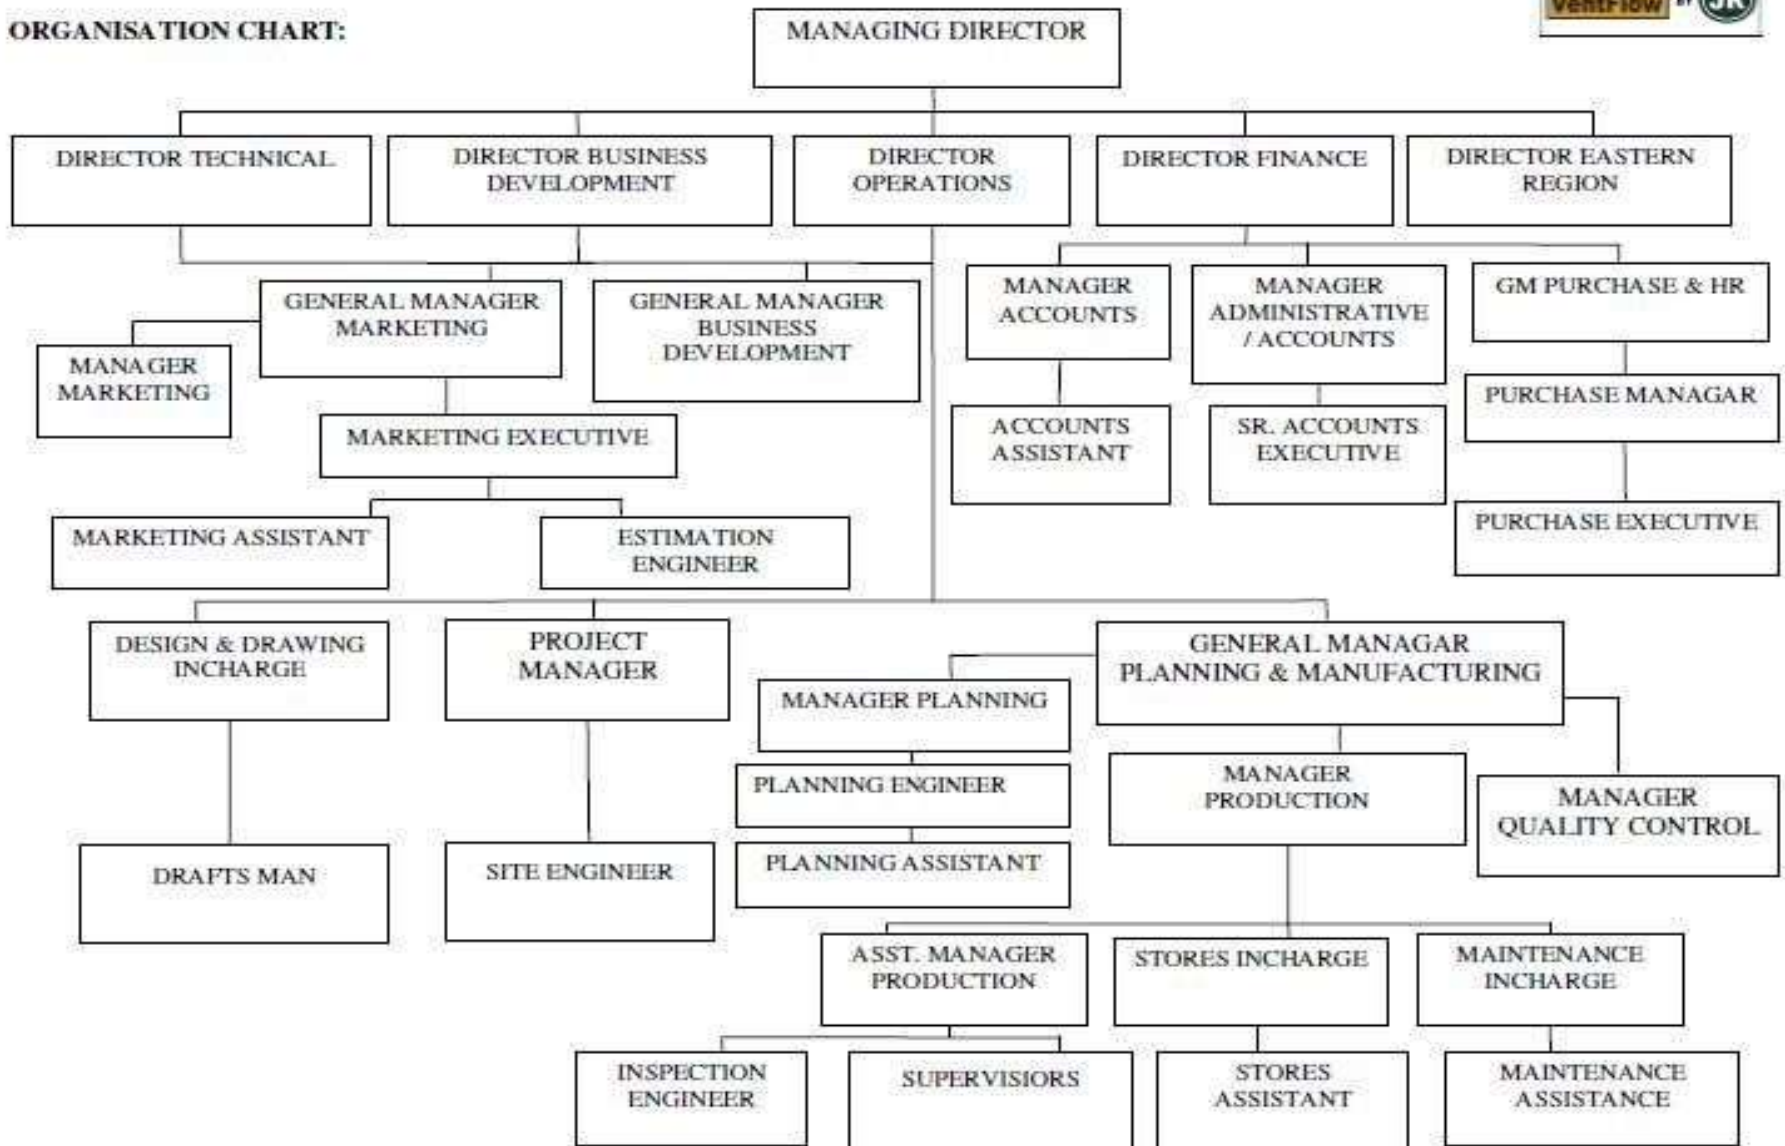 ORGANISATION CHART:
MANAGING DIRECTOR
VentFlow BY JR
DIRECTOR TECHNICAL
DIRECTOR BUSINESS
DEVELOPMENT
DIRECTOR
OPERATIONS
DIRECTOR FINANCE
DIRECTOR EASTERN
REGION
GENERAL MANAGER
MARKETING
GENERAL MANAGER
BUSINESS
DEVELOPMENT
MANAGER
ACCOUNTS
MANAGER
ADMINISTRATIVE
/ ACCOUNTS
GM PURCHASE & HR
MANAGER
MARKETING
PURCHASE MANAGAR
MARKETING EXECUTIVE
ACCOUNTS
ASSISTANT
SR. ACCOUNTS
EXECUTIVE
MARKETING ASSISTANT
ESTIMATION
ENGINEER
PURCHASE EXECUTIVE
DESIGN & DRAWING
INCHARGE
PROJECT
MANAGER
GENERAL MANAGAR
PLANNING & MANUFACTURING
MANAGER PLANNING
PLANNING ENGINEER
MANAGER
PRODUCTION
MANAGER
QUALITY CONTROL
DRAFTS MAN
SITE ENGINEER
PLANNING ASSISTANT
ASST. MANAGER
PRODUCTION
STORES INCHARGE
MAINTENANCE
INCHARGE
INSPECTION
ENGINEER
SUPERVISIORS
STORES
ASSISTANT
MAINTENANCE
ASSISTANCE